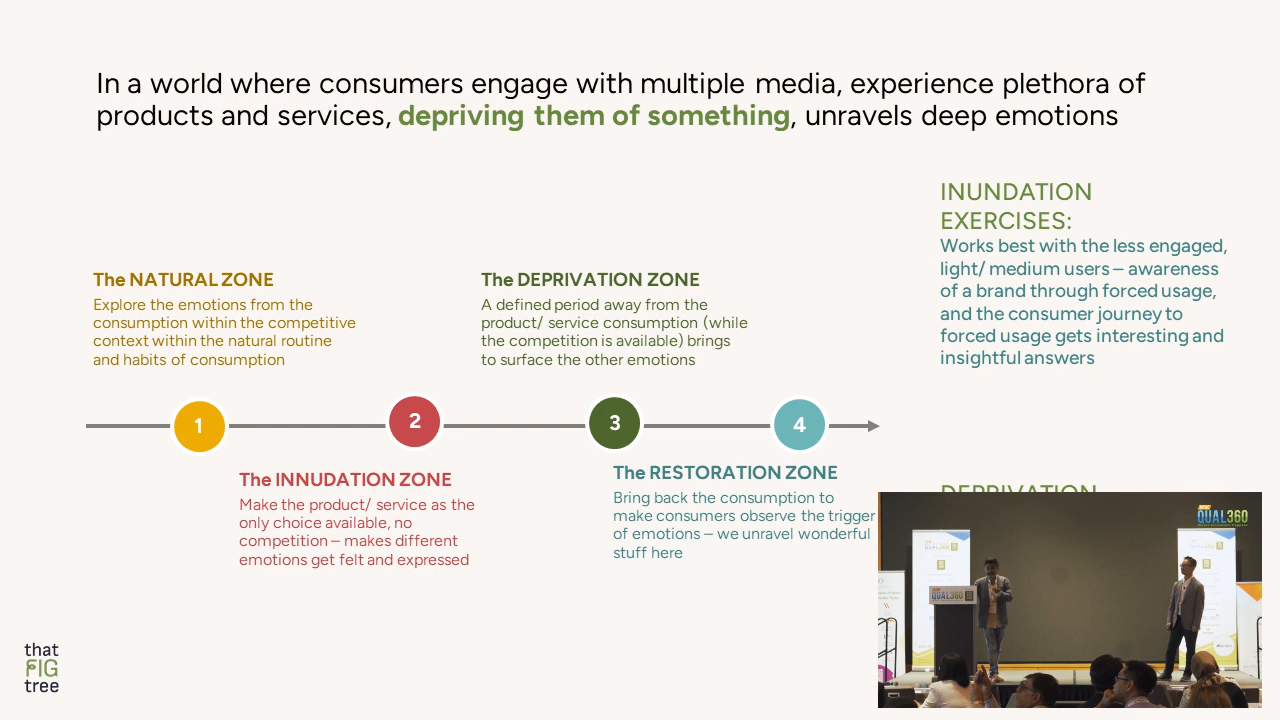 In a world where consumers engage with multiple media, experience plethora of
products and services, depriving them of something, unravels deep emotions
INUNDATION
EXERCISES:
Works best with the less engaged,
light/ medium users – awareness
of a brand through forced usage,
and the consumer journey to
forced usage gets interesting and
insightful answers
The NATURAL ZONE
Explore the emotions from the
consumption within the competitive
context within the natural routine
and habits of consumption
The DEPRIVATION ZONE
A defined period away from the
product/ service consumption (while
the competition is available) brings
to surface the other emotions
1
2
3
4
The INNUDATION ZONE
Make the product/ service as the
only choice available, no
competition – makes different
emotions get felt and expressed
The RESTORATION ZONE
Bring back the consumption to
make consumers observe the trigger
of emotions – we unravel wonderful
stuff here
DEPRIVATION
QUAL360
QUAL360
that
FIG
tree